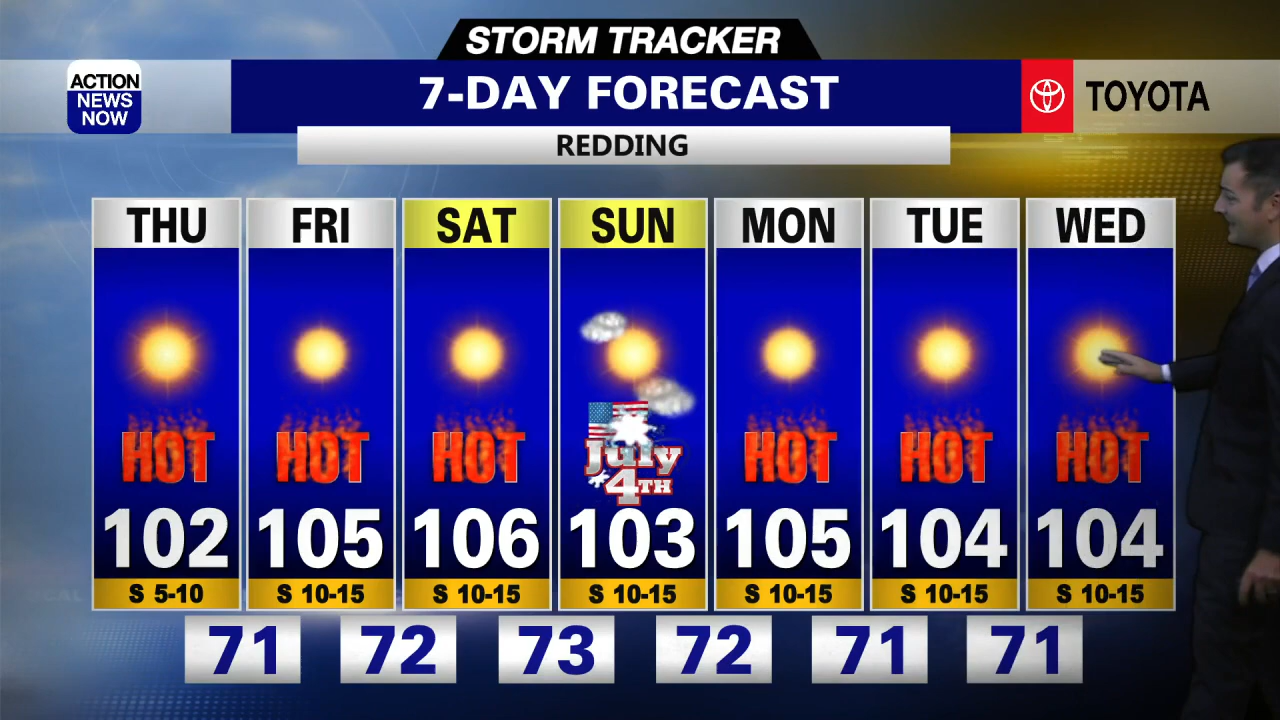 STORM TRACKER
ACTION
NEWS
NOW
7-DAY FORECAST
TOYOTA
REDDING
THU FRI SAT SUN MON TUE WED
HOT HOT HOT July 4TH HOT HOT HOT
102 105 106 103 105 104 104
S 5-10 S 10-15 S 10-15 S 10-15 S 10-15 S 10-15 S 10-15
71 72 73 72 71 71